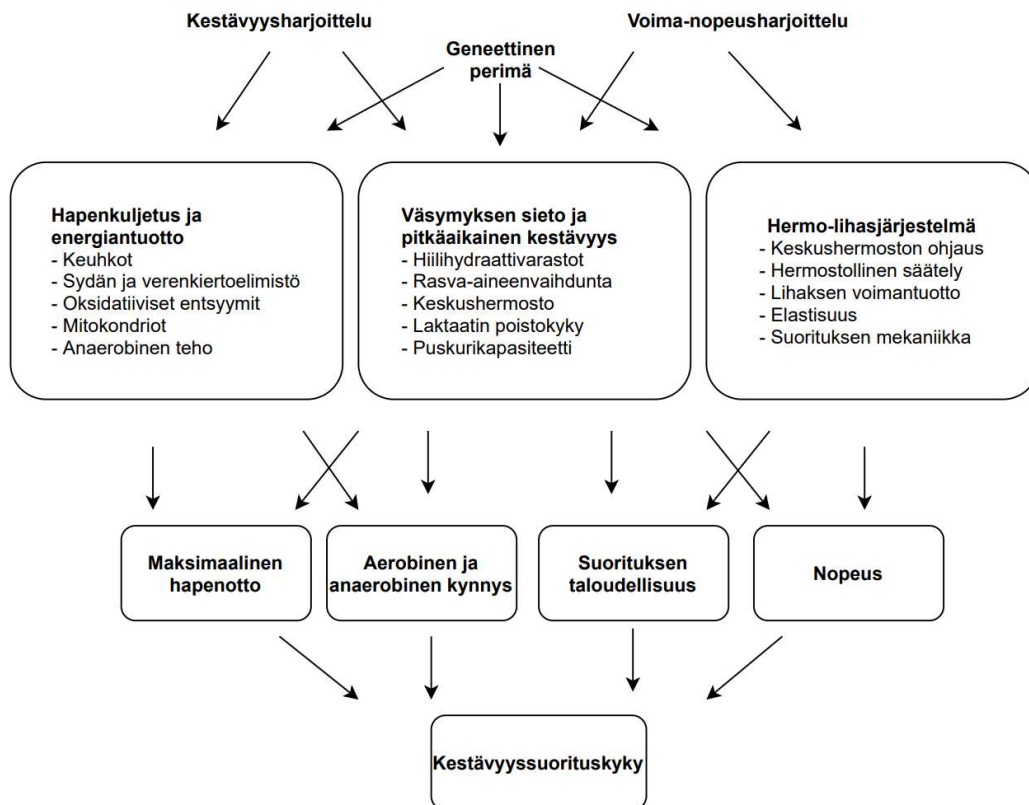 Kestävyysharjoittelu
Voima-nopeusharjoittelu
Geneettinen
perimä
Hapenkuljetus ja
energiantuotto
- Keuhkot
- Sydän ja verenkiertoelimistö
- Oksidatiiviset entsyymit
- Mitokondriot
- Anaerobinen teho
Väsymyksen sieto ja
pitkäaikainen kestävyys
- Hiilihydraattivarastot
- Rasva-aineenvaihdunta
- Keskushermosto
- Laktaatin poistokyky
- Puskurikapasiteetti
Hermo-lihasjärjestelmä
- Keskushermoston ohjaus
- Hermostollinen säätely
- Lihaksen voimantuotto
- Elastisuus
- Suorituksen mekaniikka
Maksimaalinen
hapenotto
Aerobinen ja
anaerobinen kynnys
Suorituksen
taloudellisuus
Nopeus
Kestävyyssuorituskyky